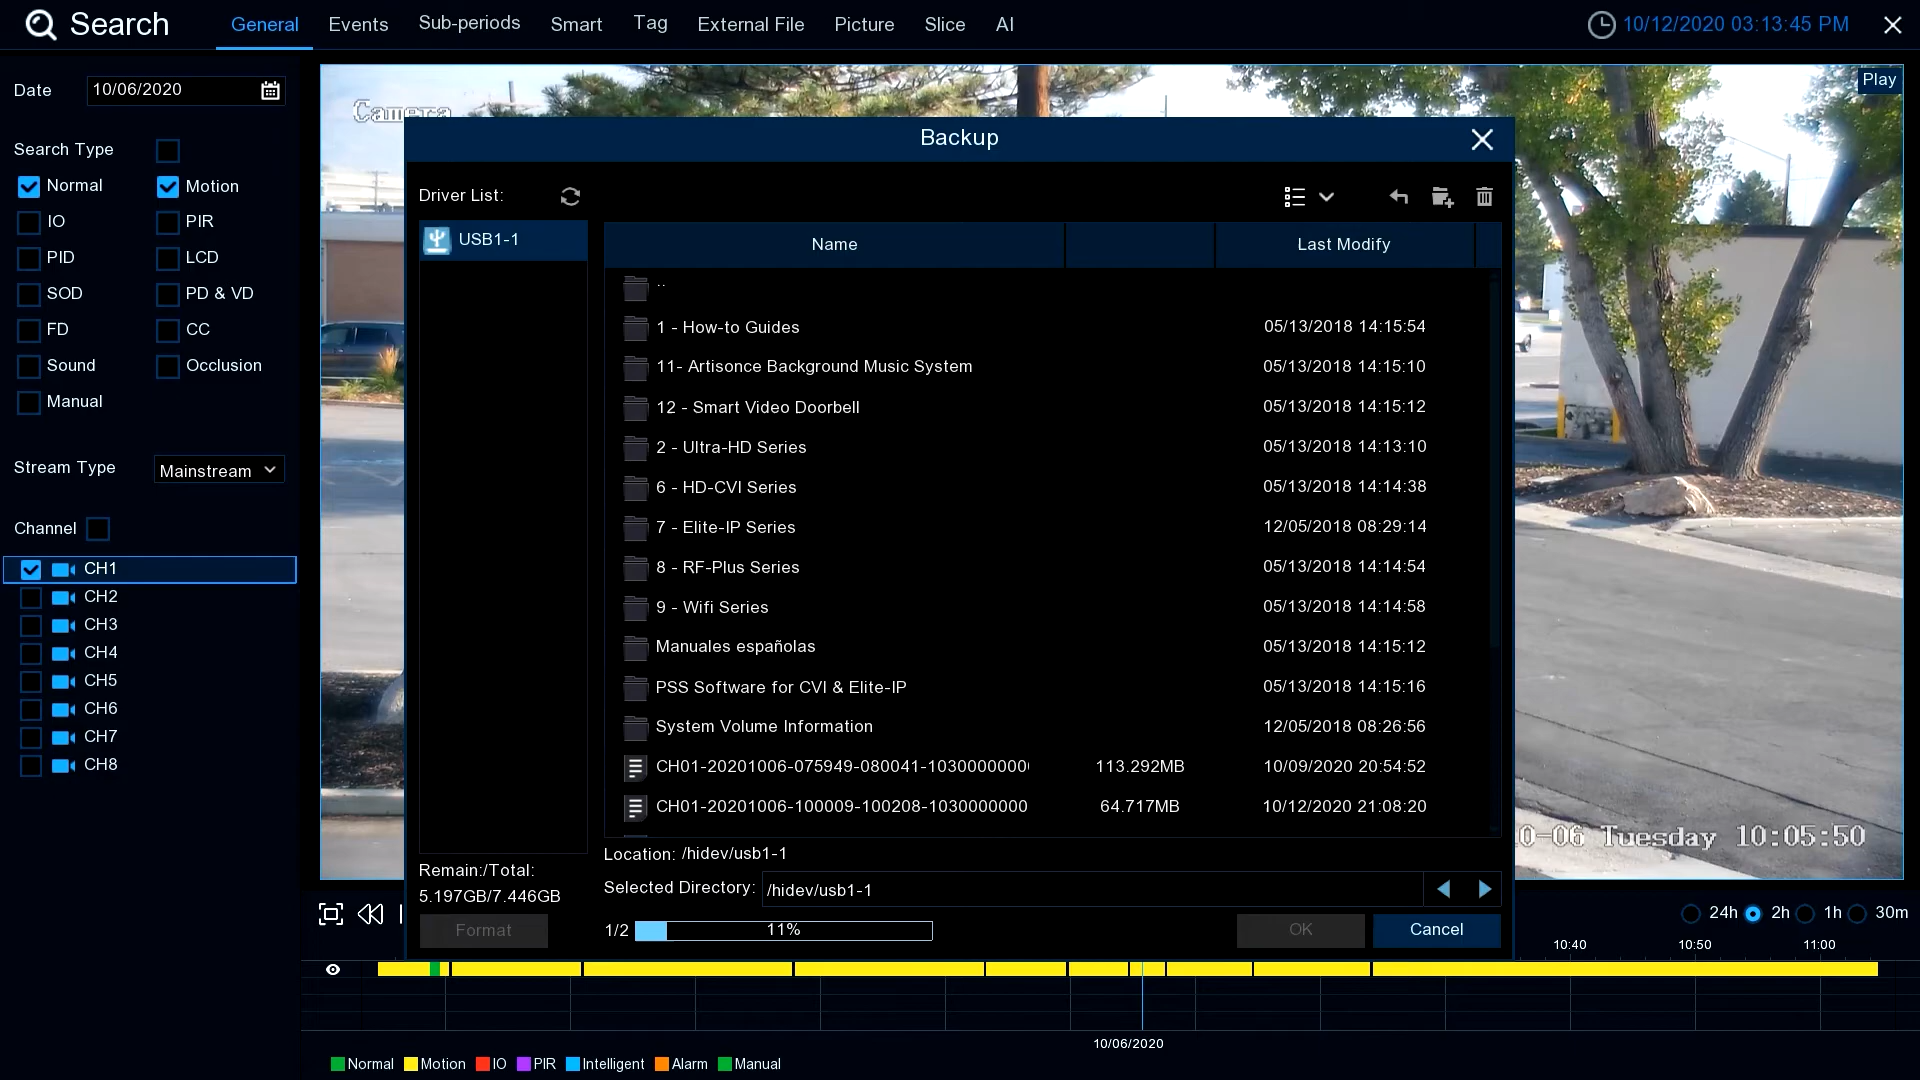 Search
General Events Sub-periods Smart Tag External File Picture Slice AI
10/12/2020 03:13:45 PM
Date 10/06/2020
Search Type
Normal Motion
IO PIR
PID LCD
SOD PD & VD
FD CC
Sound Occlusion
Manual
Stream Type Mainstream
Channel
CH1
CH2
CH3
CH4
CH5
CH6
CH7
CH8
Camera
Play
Backup
Driver List:
USB1-1
Name Last Modify
..
1 - How-to Guides 05/13/2018 14:15:54
11- Artisonce Background Music System 05/13/2018 14:15:10
12 - Smart Video Doorbell 05/13/2018 14:15:12
2 - Ultra-HD Series 05/13/2018 14:13:10
6 - HD-CVI Series 05/13/2018 14:14:38
7 - Elite-IP Series 12/05/2018 08:29:14
8 - RF-Plus Series 05/13/2018 14:14:54
9 - Wifi Series 05/13/2018 14:14:58
Manuales españolas 05/13/2018 14:15:12
PSS Software for CVI & Elite-IP 05/13/2018 14:15:16
System Volume Information 12/05/2018 08:26:56
CH01-20201006-075949-080041-1030000000 113.292MB 10/09/2020 20:54:52
CH01-20201006-100009-100208-1030000000 64.717MB 10/12/2020 21:08:20
Remain:/Total:
5.197GB/7.446GB
Format
Location: /hidev/usb1-1
Selected Directory: /hidev/usb1-1
1/2 11%
OK Cancel
0-06 Tuesday 10:05:50
24h 2h 1h 30m
10:40 10:50 11:00
10/06/2020
Normal Motion IO PIR Intelligent Alarm Manual